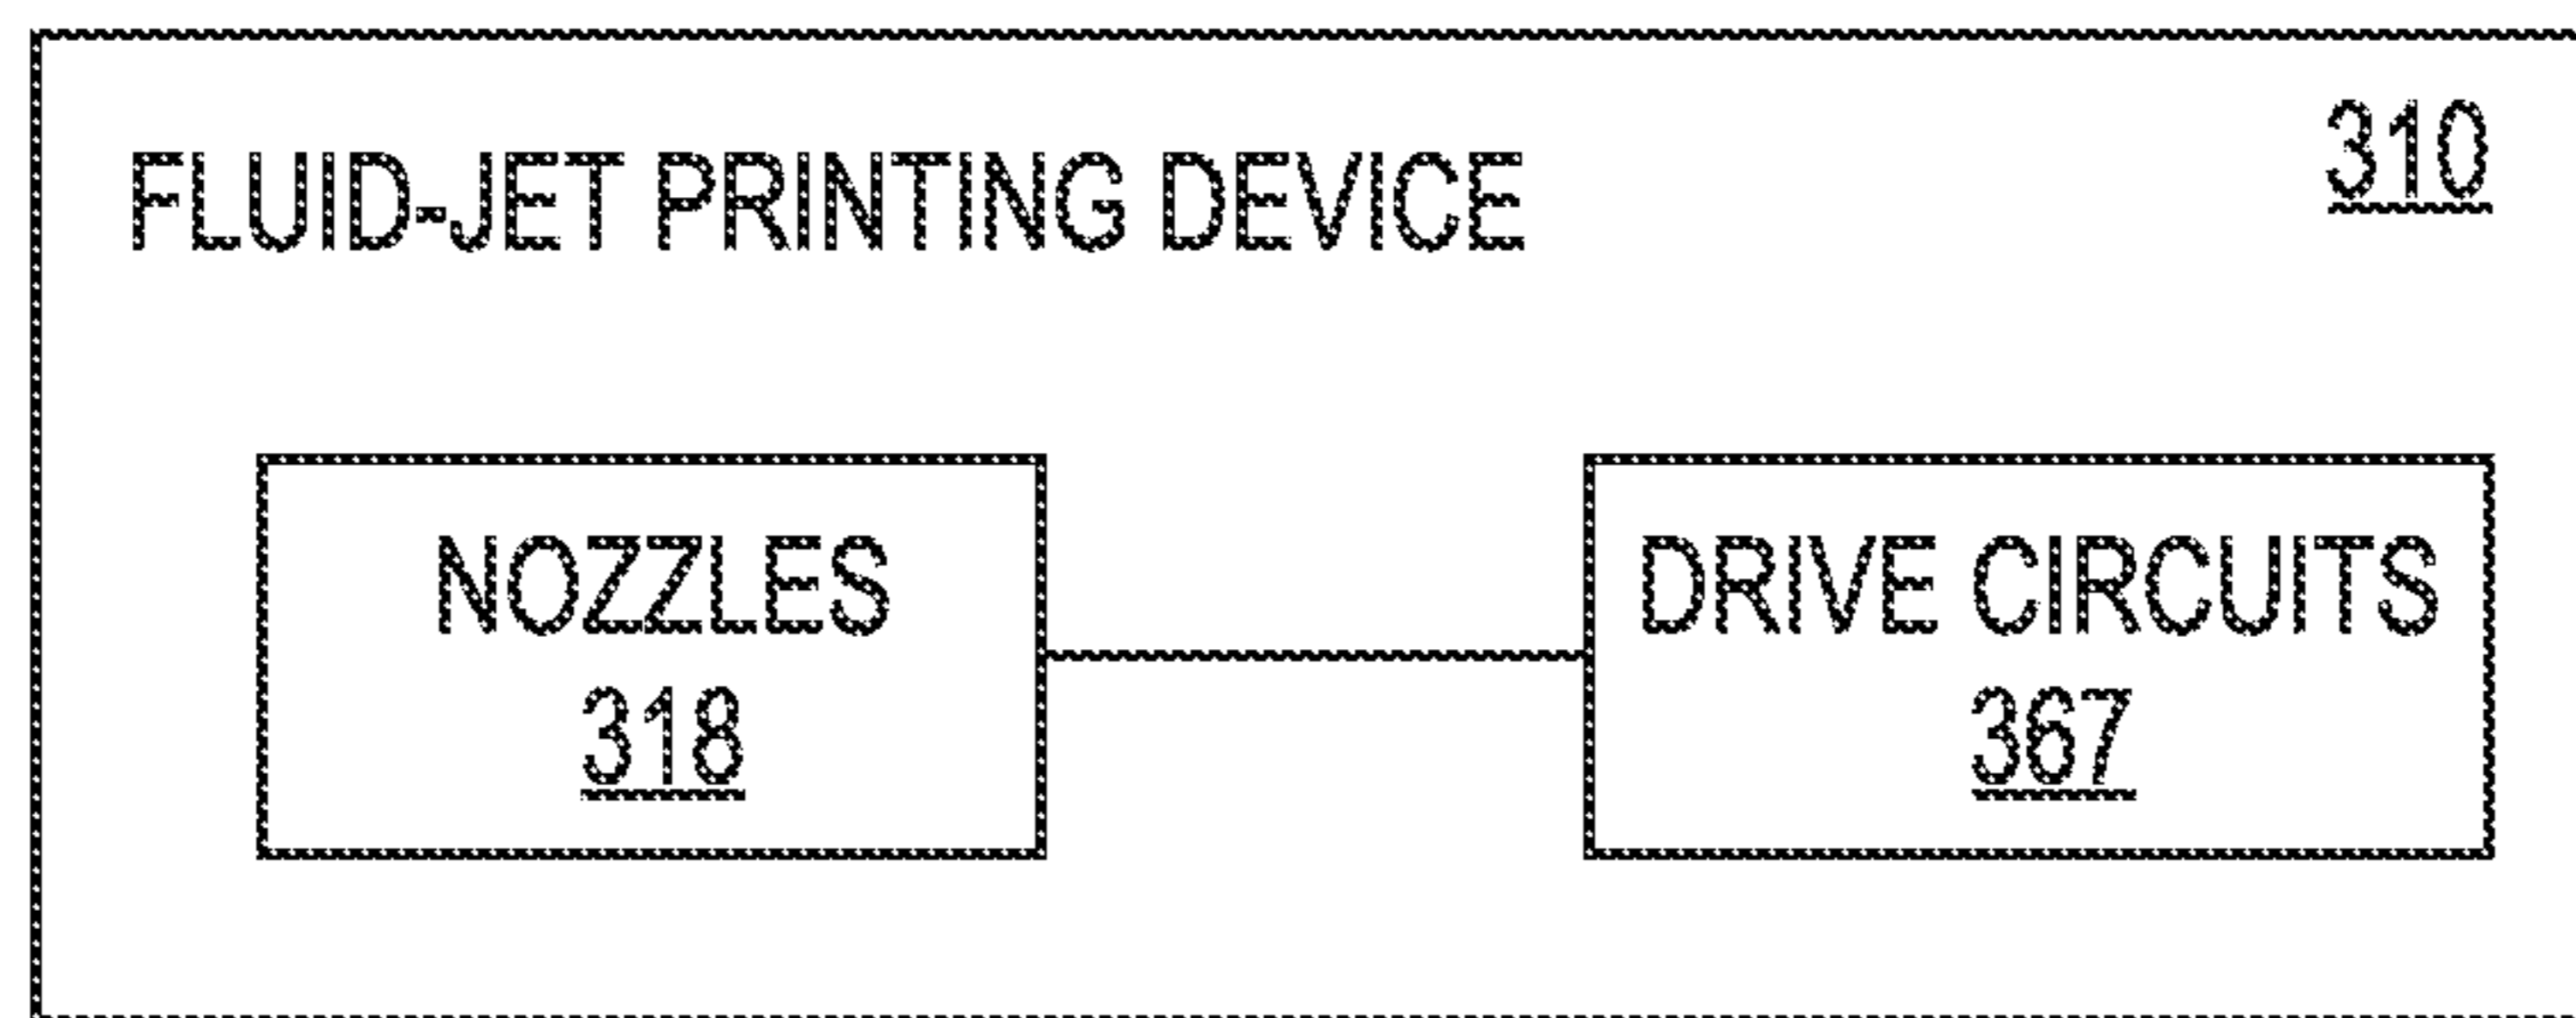 310
FLUID-JET PRINTING DEVICE
NOZZLES
318
DRIVE CIRCUITS
367